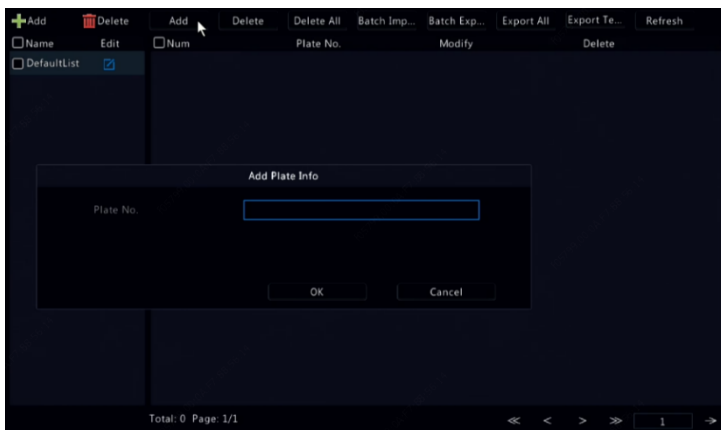 Add Delete Add Delete Delete All Batch Imp... Batch Exp... Export All Export Te... Refresh
Name Edit Num Plate No. Modify Delete
DefaultList
Add Plate Info
Plate No.
OK Cancel
Total: 0 Page: 1/1 ≪ < > ≫ 1 →